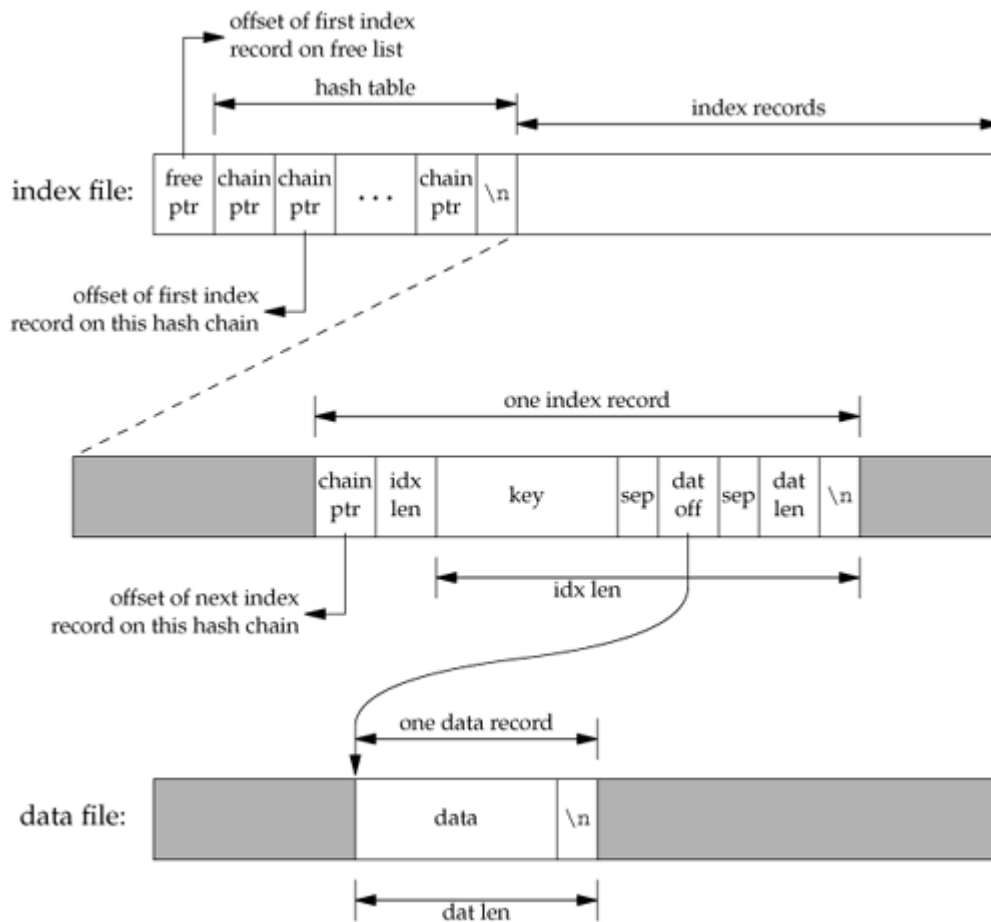 offset of first index
record on free list
hash table
index records
index file:
free
ptr
chain
ptr
chain
ptr
...
chain
ptr
\n
offset of first index
record on this hash chain
one index record
chain
ptr
idx
len
key
sep
dat
off
sep
dat
len
\n
idx len
offset of next index
record on this hash chain
one data record
data file:
data
\n
dat len